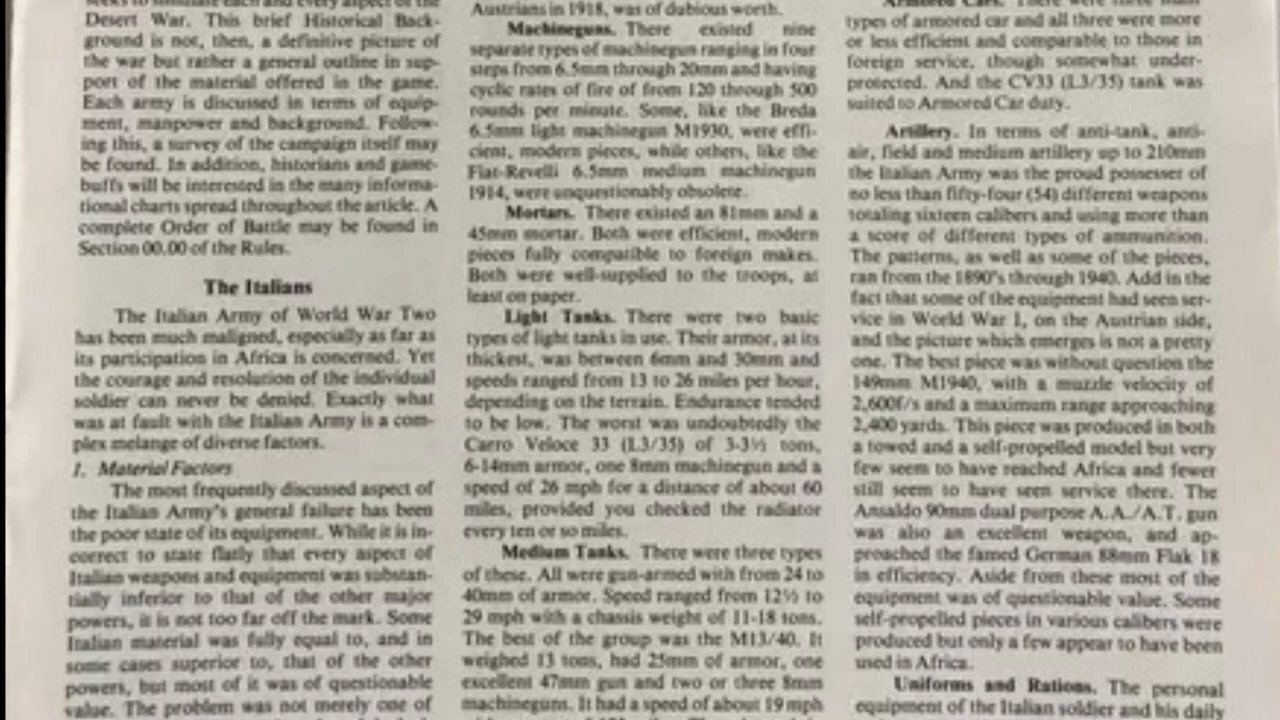 Desert War. This brief Historical Back-
ground is not, then, a definitive picture of
the war but rather a general outline in sup-
port of the material offered in the game.
Each army is discussed in terms of equip-
ment, manpower and background. Follow-
ing this, a survey of the campaign itself may
be found. In addition, historians and game-
buffs will be interested in the many informa-
tional charts spread throughout the article. A
complete Order of Battle may be found in
Section 00.00 of the Rules.
The Italians
The Italian Army of World War Two
has been much maligned, especially as far as
its participation in Africa is concerned. Yet
the courage and resolution of the individual
soldier can never be denied. Exactly what
was at fault with the Italian Army is a com-
plex melange of diverse factors.
1. Material Factors
The most frequently discussed aspect of
the Italian Army's general failure has been
the poor state of its equipment. While it is in-
correct to state flatly that every aspect of
Italian weapons and equipment was substan-
tially inferior to that of the other major
powers, it is not too far off the mark. Some
Italian material was fully equal to, and in
some cases superior to, that of the other
powers, but most of it was of questionable
value. The problem was not merely one of
Austrians in 1918, was of dubious worth.
Machineguns. There existed nine
separate types of machinegun ranging in four
steps from 6.5mm through 20mm and having
cyclic rates of fire of from 120 through 500
rounds per minute. Some, like the Breda
6.5mm light machinegun M1930, were effi-
cient, modern pieces, while others, like the
Fiat-Revelli 6.5mm medium machinegun
1914, were unquestionably obsolete.
Mortars. There existed an 81mm and a
45mm mortar. Both were efficient, modern
pieces fully compatible to foreign makes.
Both were well-supplied to the troops, at
least on paper.
Light Tanks. There were two basic
types of light tanks in use. Their armor, at its
thickest, was between 6mm and 30mm and
speeds ranged from 13 to 26 miles per hour,
depending on the terrain. Endurance tended
to be low. The worst was undoubtedly the
Carro Veloce 33 (L3/35) of 3-3½ tons,
6-14mm armor, one 8mm machinegun and a
speed of 26 mph for a distance of about 60
miles, provided you checked the radiator
every ten or so miles.
Medium Tanks. There were three types
of these. All were gun-armed with from 24 to
40mm of armor. Speed ranged from 12½ to
29 mph with a chassis weight of 11-18 tons.
The best of the group was the M13/40. It
weighed 13 tons, had 25mm of armor, one
excellent 47mm gun and two or three 8mm
machineguns. It had a speed of about 19 mph
Armored Cars. There were three main
types of armored car and all three were more
or less efficient and comparable to those in
foreign service, though somewhat under-
protected. And the CV33 (L3/35) tank was
suited to Armored Car duty.
Artillery. In terms of anti-tank, anti-
air, field and medium artillery up to 210mm
the Italian Army was the proud possesser of
no less than fifty-four (54) different weapons
totaling sixteen calibers and using more than
a score of different types of ammunition.
The patterns, as well as some of the pieces,
ran from the 1890's through 1940. Add in the
fact that some of the equipment had seen ser-
vice in World War I, on the Austrian side,
and the picture which emerges is not a pretty
one. The best piece was without question the
149mm M1940, with a muzzle velocity of
2,600f/s and a maximum range approaching
2,400 yards. This piece was produced in both
a towed and a self-propelled model but very
few seem to have reached Africa and fewer
still seem to have seen service there. The
Ansaldo 90mm dual purpose A.A./A.T. gun
was also an excellent weapon, and ap-
proached the famed German 88mm Flak 18
in efficiency. Aside from these most of the
equipment was of questionable value. Some
self-propelled pieces in various calibers were
produced but only a few appear to have been
used in Africa.
Uniforms and Rations. The personal
equipment of the Italian soldier and his daily